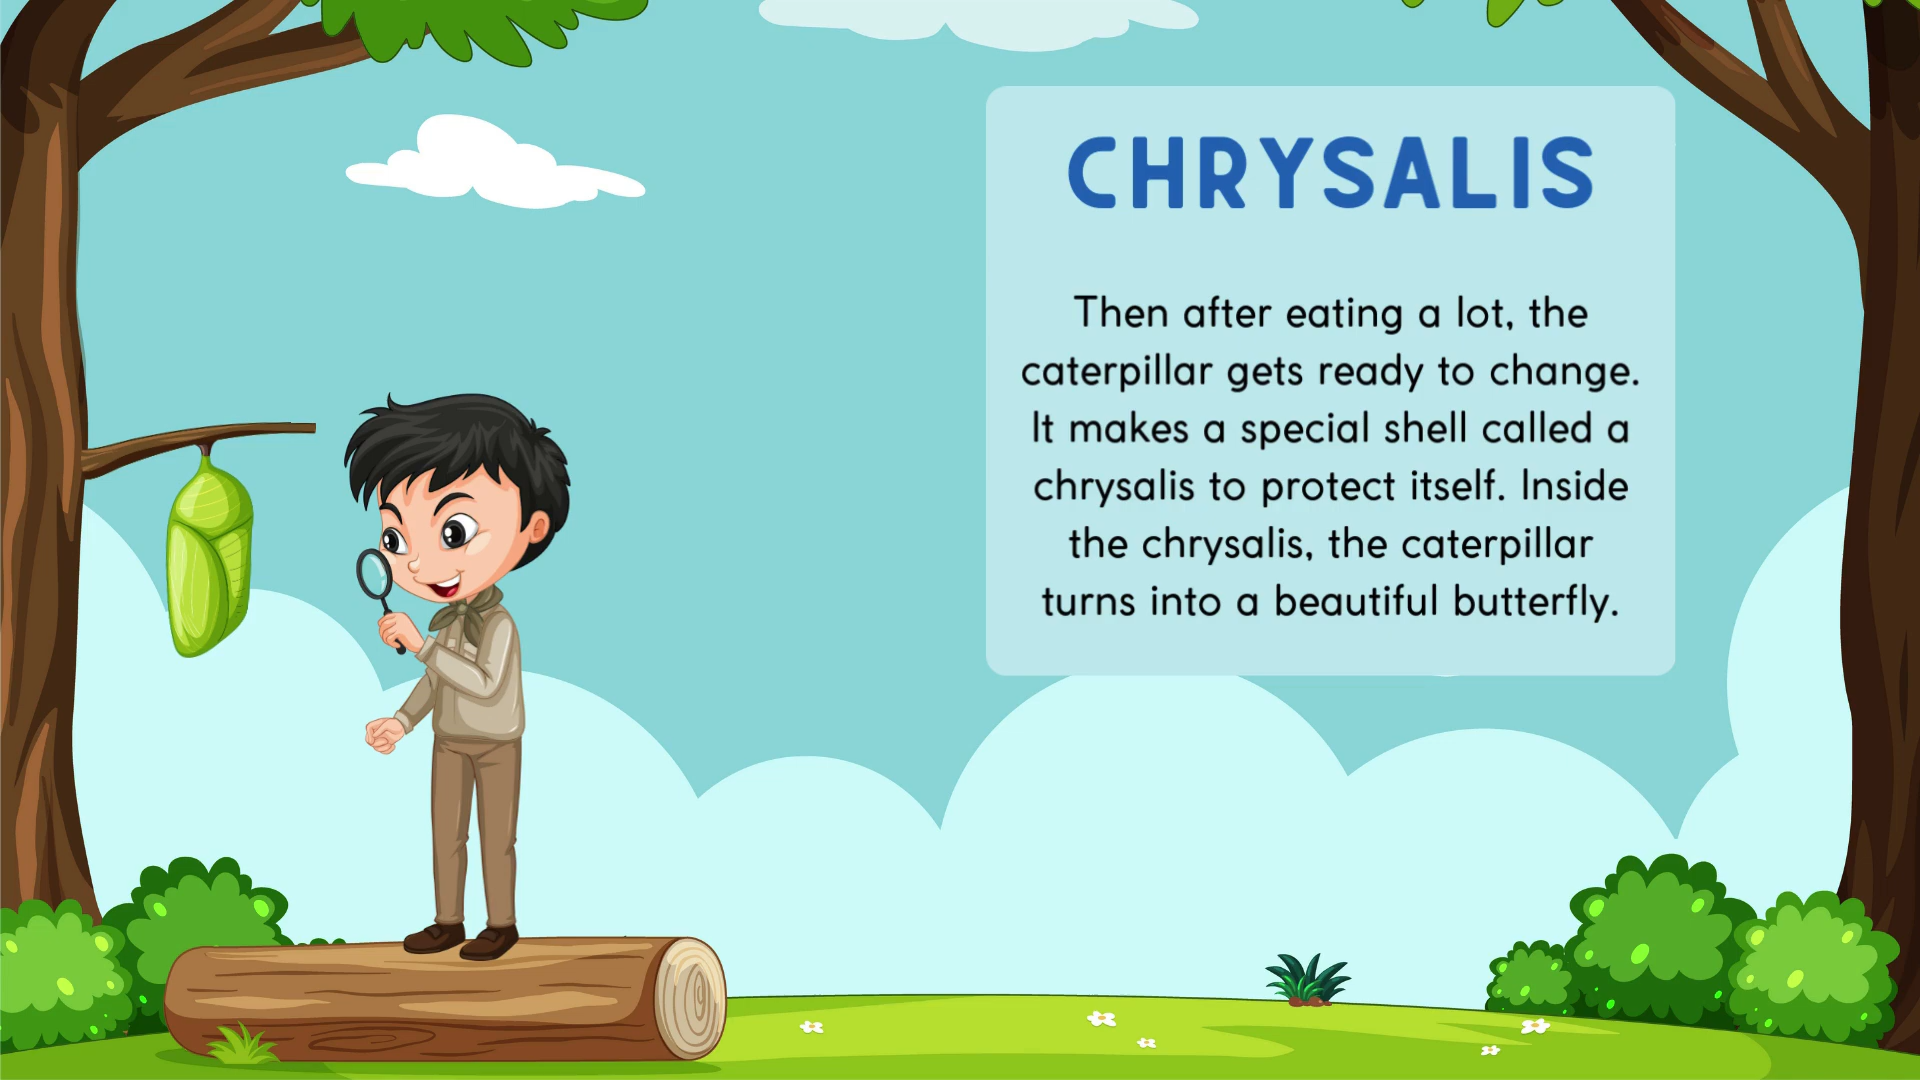 CHRYSALIS
Then after eating a lot, the
caterpillar gets ready to change.
It makes a special shell called a
chrysalis to protect itself. Inside
the chrysalis, the caterpillar
turns into a beautiful butterfly.